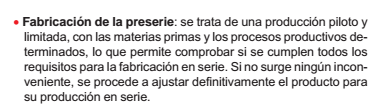 • Fabricación de la preserie: se trata de una producción piloto y
limitada, con las materias primas y los procesos productivos de-
terminados, lo que permite comprobar si se cumplen todos los
requisitos para la fabricación en serie. Si no surge ningún incon-
veniente, se procede a ajustar definitivamente el producto para
su producción en serie.